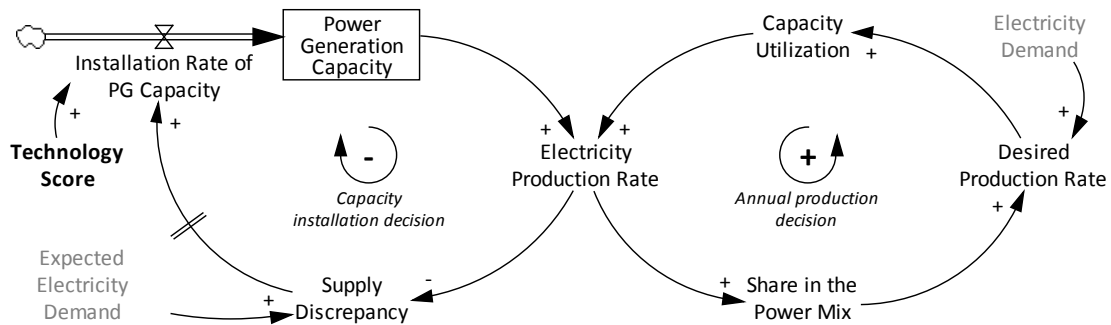 Power
Generation
Capacity
Installation Rate of
PG Capacity
+
Technology
Score
+
-
Capacity
installation decision
Expected
Electricity
Demand
+
Supply
Discrepancy
-
+
Electricity
Production Rate
+
Capacity
Utilization
+
Electricity
Demand
+
Desired
Production Rate
+
+
Annual production
decision
+
Share in the
Power Mix